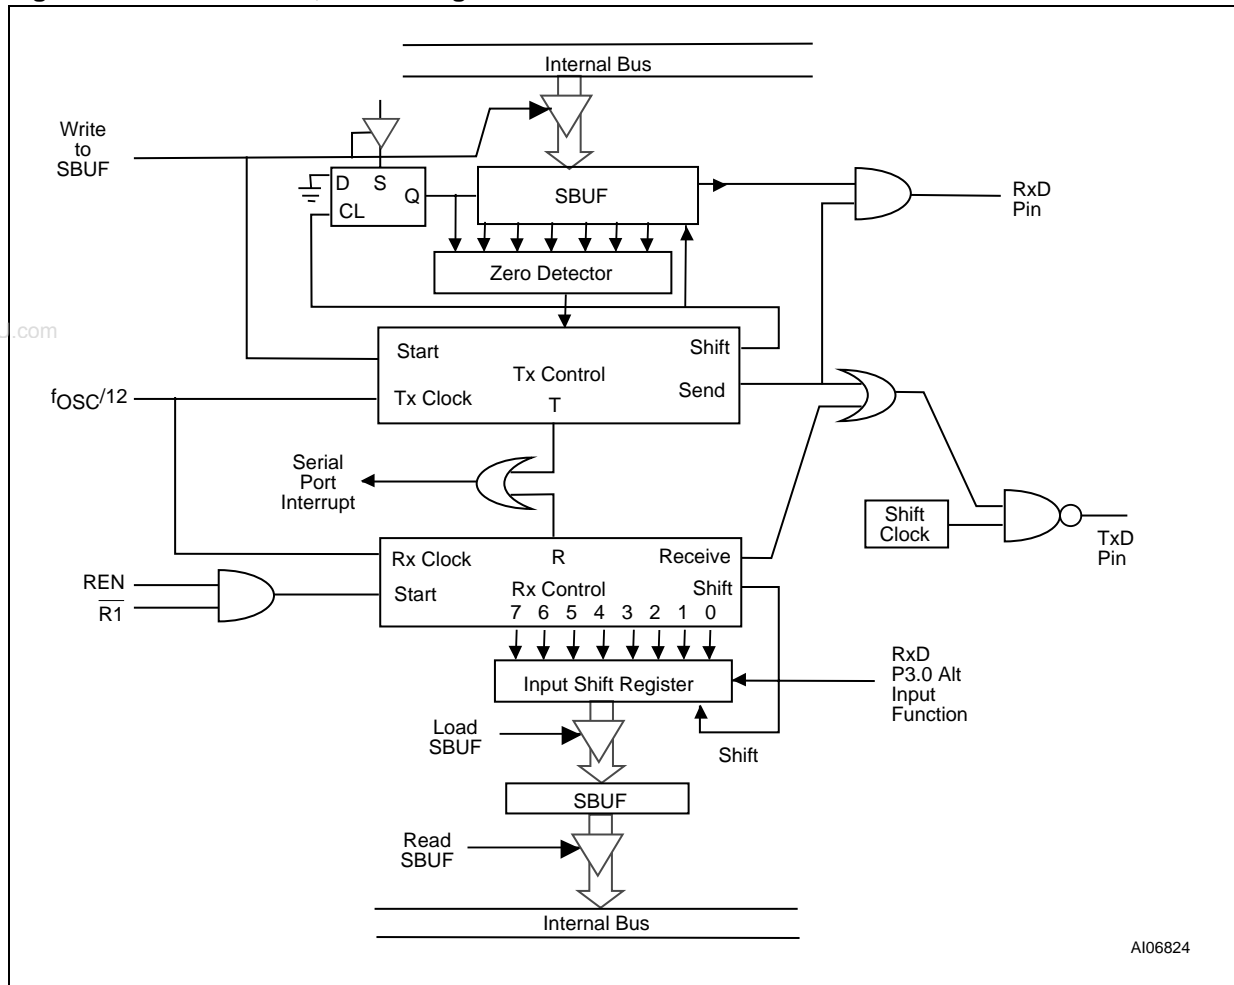 Internal Bus
Write
to
SBUF
D S
Q
CL
SBUF
RxD
Pin
Zero Detector
J.com
Start
Shift
Tx Control
Send
Tx Clock
T
fOSC/12
Serial
Port
Interrupt
Shift
Clock
TxD
Pin
Rx Clock
R
Receive
REN
R1
Start
Rx Control
Shift
7 6 5 4 3 2 1 0
Input Shift Register
RxD
P3.0 Alt
Input
Function
Load
SBUF
Shift
SBUF
Read
SBUF
Internal Bus
AI06824